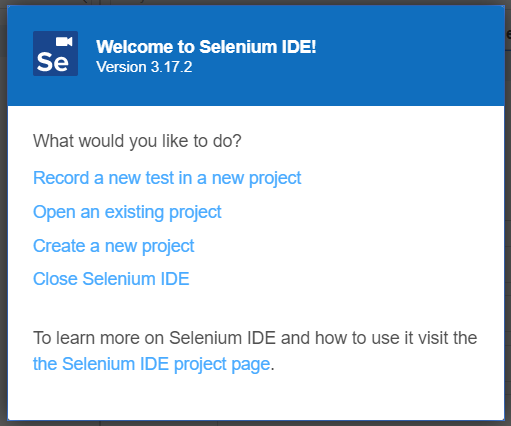 Se
Welcome to Selenium IDE!
Version 3.17.2
What would you like to do?
Record a new test in a new project
Open an existing project
Create a new project
Close Selenium IDE
To learn more on Selenium IDE and how to use it visit the
the Selenium IDE project page.